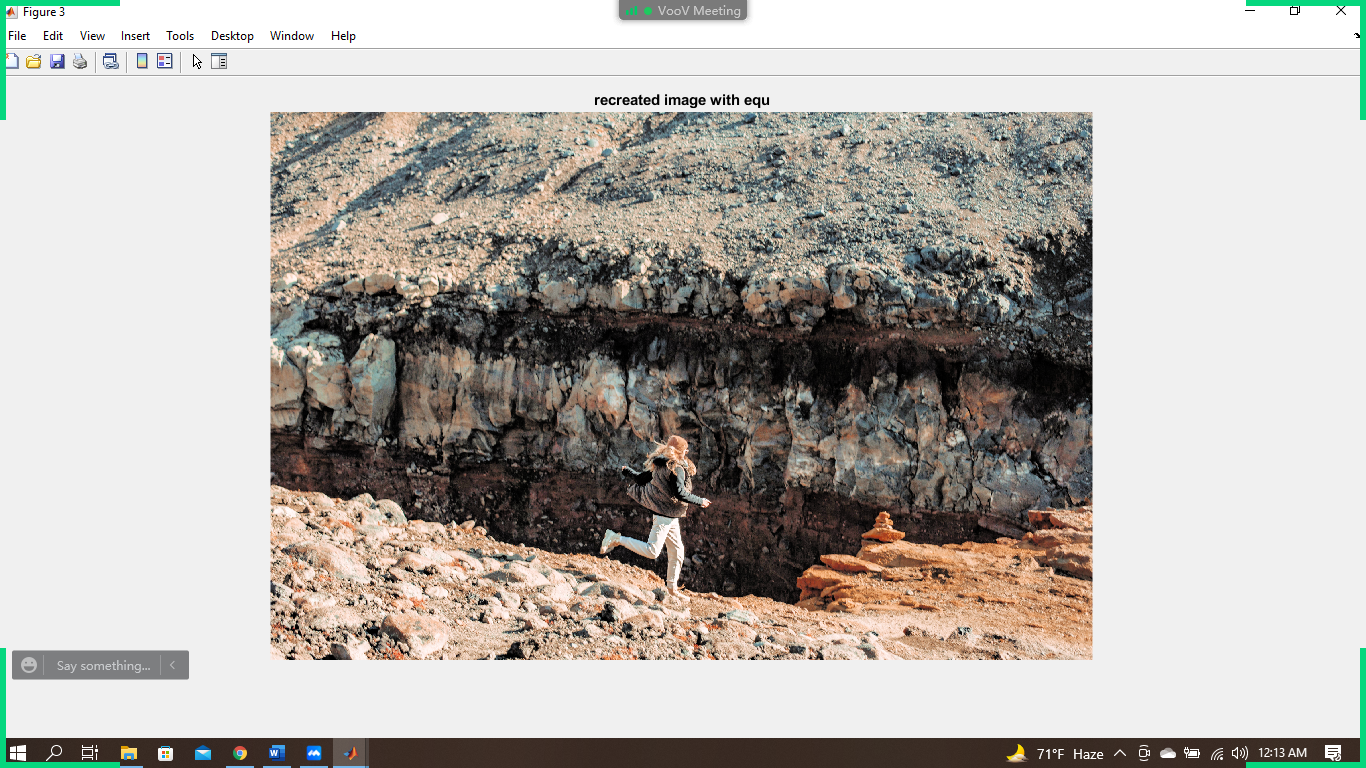 Figure 3
VooV Meeting
File Edit View Insert Tools Desktop Window Help
recreated image with equ
Say something...
71°F Haze
12:13 AM